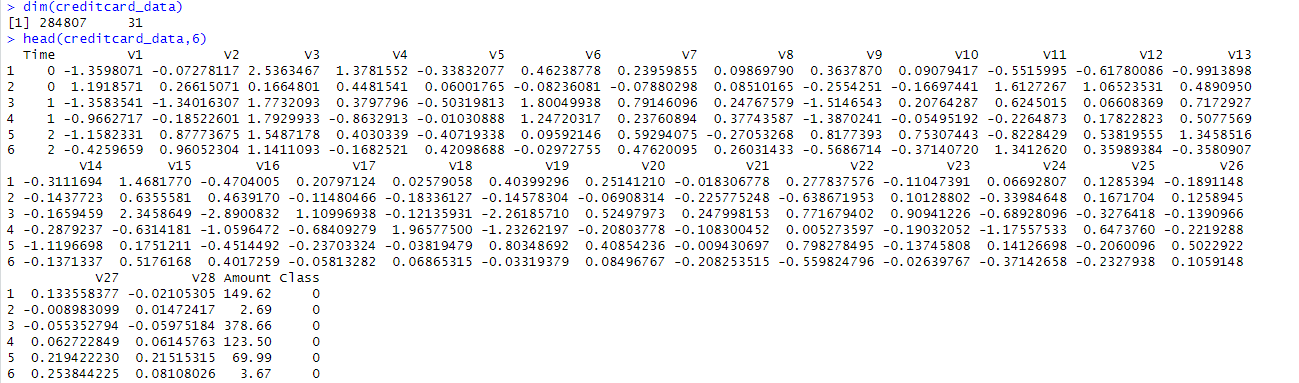 > dim(creditcard_data)
[1] 284807     31
> head(creditcard_data,6)
  Time         V1          V2        V3         V4          V5          V6          V7          V8         V9         V10        V11         V12        V13
1    0 -1.3598071 -0.07278117 2.5363467  1.3781552 -0.33832077  0.46238778  0.23959855  0.09869790  0.3637870  0.09079417 -0.5515995 -0.61780086 -0.9913898
2    0  1.1918571  0.26615071 0.1664801  0.4481541  0.06001765 -0.08236081 -0.07880298  0.08510165 -0.2554251 -0.16697441  1.6127267  1.06523531  0.4890950
3    1 -1.3583541 -1.34016307 1.7732093  0.3797796 -0.50319813  1.80049938  0.79146096  0.24767579 -1.5146543  0.20764287  0.6245015  0.06608369  0.7172927
4    1 -0.9662717 -0.18522601 1.7929933 -0.8632913 -0.01030888  1.24720317  0.23760894  0.37743587 -1.3870241 -0.05495192 -0.2264873  0.17822823  0.5077569
5    2 -1.1582331  0.87773675 1.5487178  0.4030339 -0.40719338  0.09592146  0.59294075 -0.27053268  0.8177393  0.75307443 -0.8228429  0.53819555  1.3458516
6    2 -0.4259659  0.96052304 1.1411093 -0.1682521  0.42098688 -0.02972755  0.47620095  0.26031433 -0.5686714 -0.37140720  1.3412620  0.35989384 -0.3580907
         V14        V15        V16         V17         V18         V19         V20          V21          V22         V23         V24        V25        V26
1 -0.3111694  1.4681770 -0.4704005  0.20797124  0.02579058  0.40399296  0.25141210 -0.018306778  0.277837576 -0.11047391  0.06692807  0.1285394 -0.1891148
2 -0.1437723  0.6355581  0.4639170 -0.11480466 -0.18336127 -0.14578304 -0.06908314 -0.225775248 -0.638671953  0.10128802 -0.33984648  0.1671704  0.1258945
3 -0.1659459  2.3458649 -2.8900832  1.10996938 -0.12135931 -2.26185710  0.52497973  0.247998153  0.771679402  0.90941226 -0.68928096 -0.3276418 -0.1390966
4 -0.2879237 -0.6314181 -1.0596472 -0.68409279  1.96577500 -1.23262197 -0.20803778 -0.108300452  0.005273597 -0.19032052 -1.17557533  0.6473760 -0.2219288
5 -1.1196698  0.1751211 -0.4514492 -0.23703324 -0.03819479  0.80348692  0.40854236 -0.009430697  0.798278495 -0.13745808  0.14126698 -0.2060096  0.5022922
6 -0.1371337  0.5176168  0.4017259 -0.05813282  0.06865315 -0.03319379  0.08496767 -0.208253515 -0.559824796 -0.02639767 -0.37142658 -0.2327938  0.1059148
           V27         V28 Amount Class
1  0.133558377 -0.02105305 149.62     0
2 -0.008983099  0.01472417   2.69     0
3 -0.055352794 -0.05975184 378.66     0
4  0.062722849  0.06145763 123.50     0
5  0.219422230  0.21515315  69.99     0
6  0.253844225  0.08108026   3.67     0